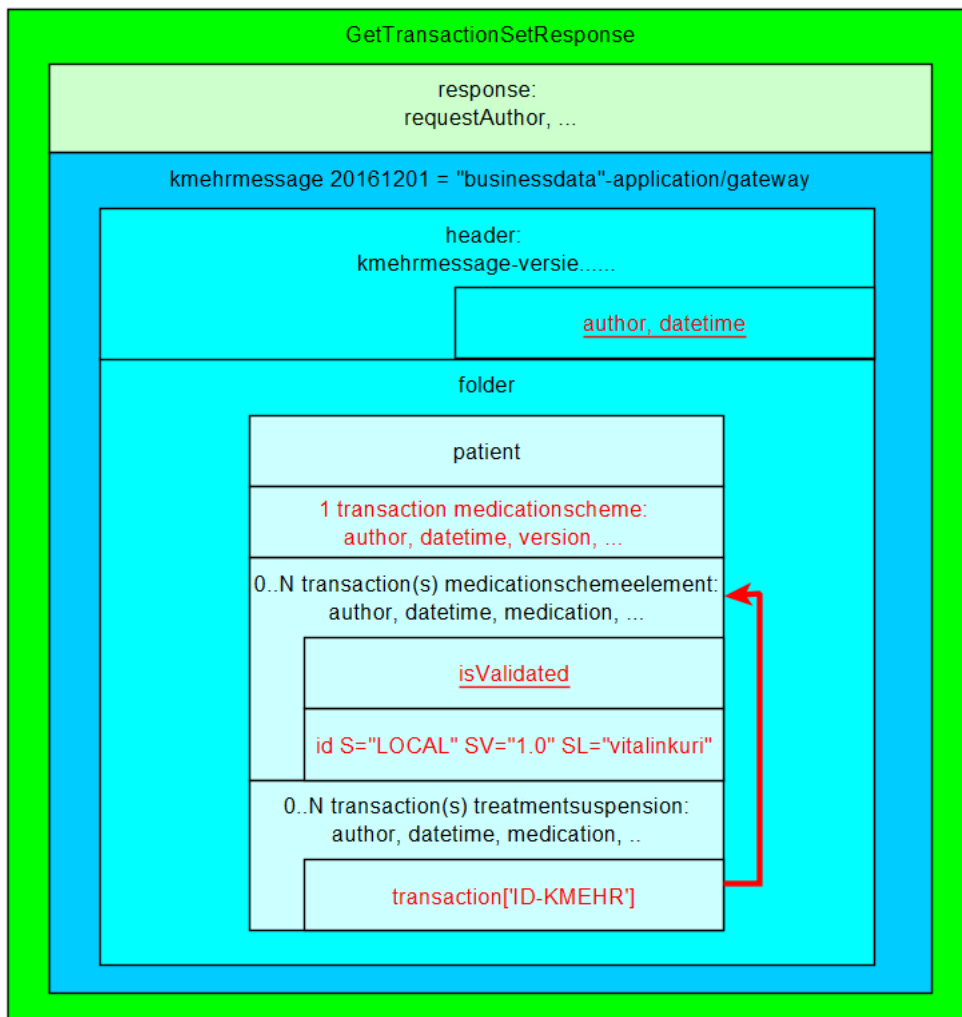 GetTransactionSetResponse
response:
requestAuthor, ...
kmehrmessage 20161201 = "businessdata"-application/gateway
header:
kmehrmessage-versie......
author, datetime
folder
patient
1 transaction medicationscheme:
author, datetime, version, ...
0..N transaction(s) medicationschemeelement:
author, datetime, medication, ...
isValidated
id S="LOCAL" SV="1.0" SL="vitalinkuri"
0..N transaction(s) treatmentsuspension:
author, datetime, medication, ..
transaction['ID-KMEHR']